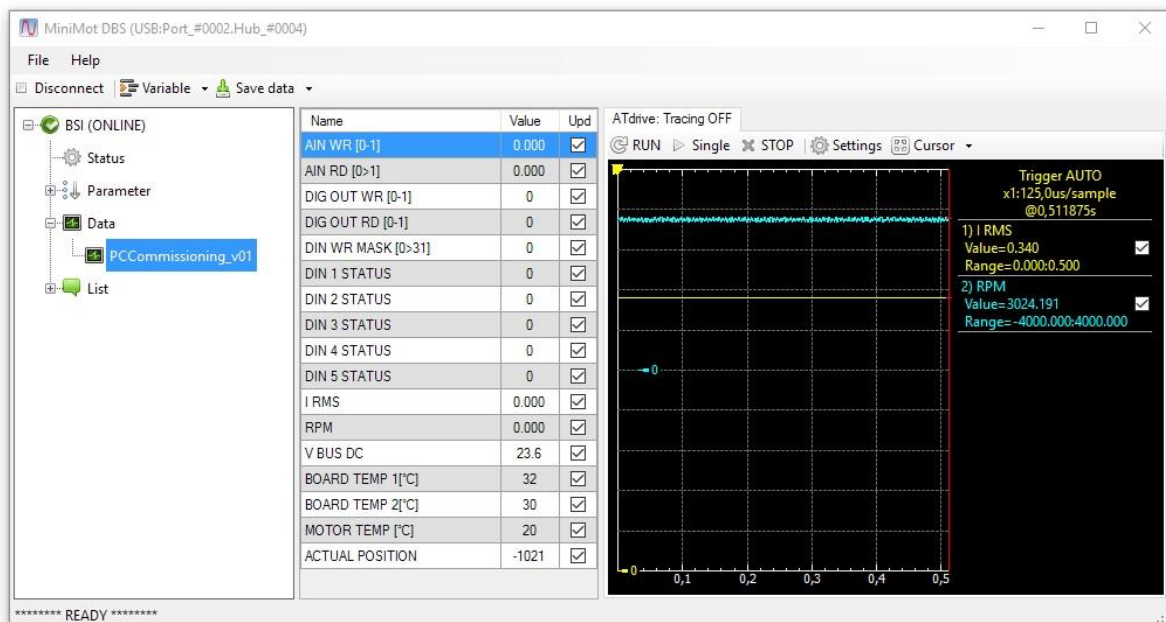 MiniMot DBS (USB:Port_#0002.Hub_#0004)
File Help
Disconnect Variable Save data
BSI (ONLINE)
Status
Parameter
Data
PCCommissioning_v01
List
Name Value Upd
AIN WR [0-1] 0.000
AIN RD [0>1] 0.000
DIG OUT WR [0-1] 0
DIG OUT RD [0-1] 0
DIN WR MASK [0>31] 0
DIN 1 STATUS 0
DIN 2 STATUS 0
DIN 3 STATUS 0
DIN 4 STATUS 0
DIN 5 STATUS 0
I RMS 0.000
RPM 0.000
V BUS DC 23.6
BOARD TEMP 1[°C] 32
BOARD TEMP 2[°C] 30
MOTOR TEMP [°C] 20
ACTUAL POSITION -1021
ATdrive: Tracing OFF
RUN Single STOP Settings Cursor
Trigger AUTO
x1:125,0us/sample
@0,511875s
1) I RMS
Value=0.340
Range=0.000:0.500
2) RPM
Value=3024.191
Range=-4000.000:4000.000
0
0
0,1 0,2 0,3 0,4 0,5
******** READY ********